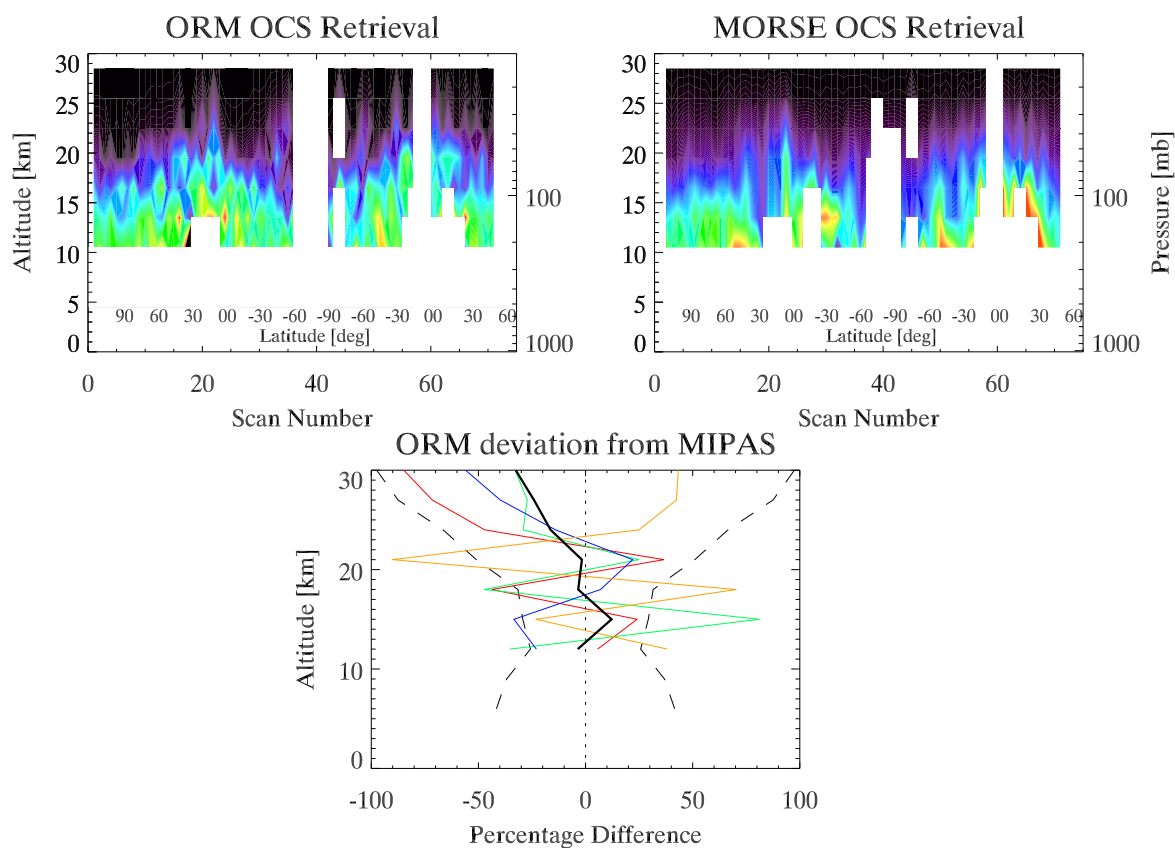 ORM OCS Retrieval
30
25
20
15
10
5
0
Altitude [km]
100
1000
90 60 30 00 -30 -60 -90 -60 -30 00 30 60
Latitude [deg]
0 20 40 60
Scan Number
MORSE OCS Retrieval
30
25
20
15
10
5
0
100
1000
Pressure [mb]
90 60 30 00 -30 -60 -90 -60 -30 00 30 60
Latitude [deg]
0 20 40 60
Scan Number
ORM deviation from MIPAS
30
20
10
0
Altitude [km]
-100 -50 0 50 100
Percentage Difference